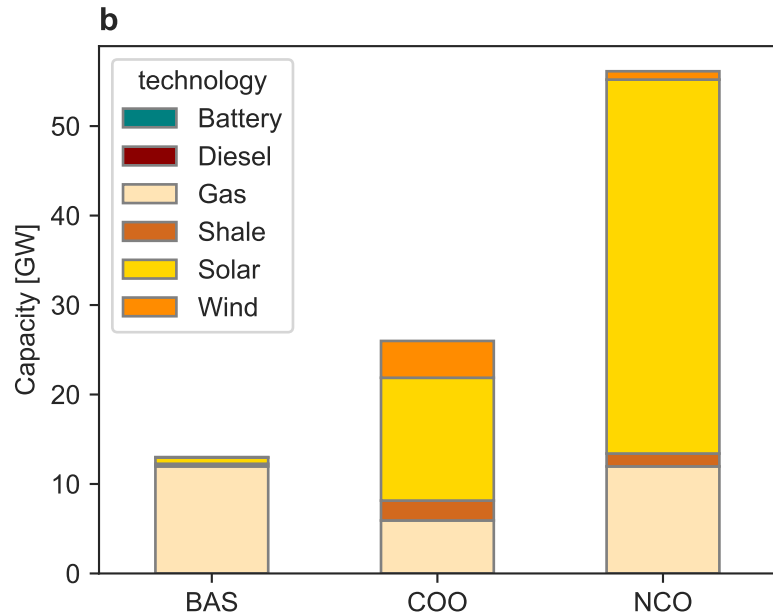 b
technology
Battery
Diesel
Gas
Shale
Solar
Wind
Capacity [GW]
50
40
30
20
10
0
BAS
COO
NCO